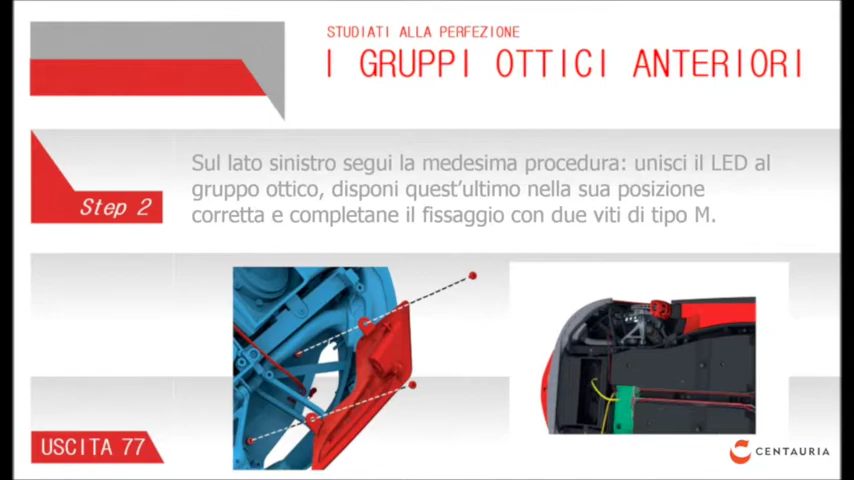 STUDIATI ALLA PERFEZIONE
I GRUPPI OTTICI ANTERIORI
Sul lato sinistro segui la medesima procedura: unisci il LED al
gruppo ottico, disponi quest'ultimo nella sua posizione
corretta e completane il fissaggio con due viti di tipo M.
Step 2
USCITA 77
CENTAURIA